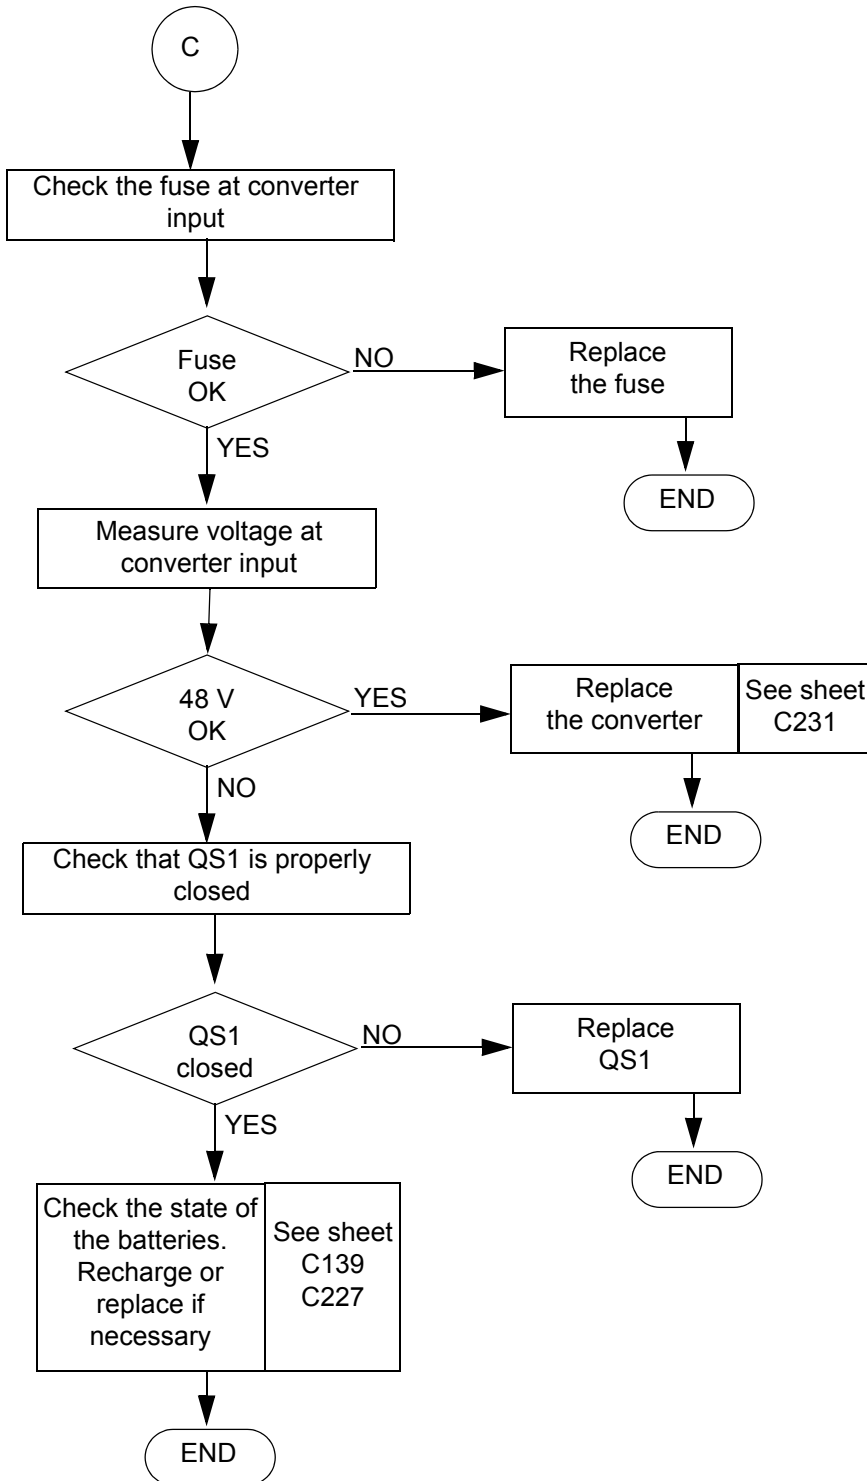 C
Check the fuse at converter
input
Fuse
OK
NO
Replace
the fuse
YES
END
Measure voltage at
converter input
48 V
OK
YES
Replace
the converter
See sheet
C231
NO
END
Check that QS1 is properly
closed
QS1
closed
NO
Replace
QS1
YES
END
Check the state of
the batteries.
Recharge or
replace if
necessary
See sheet
C139
C227
END